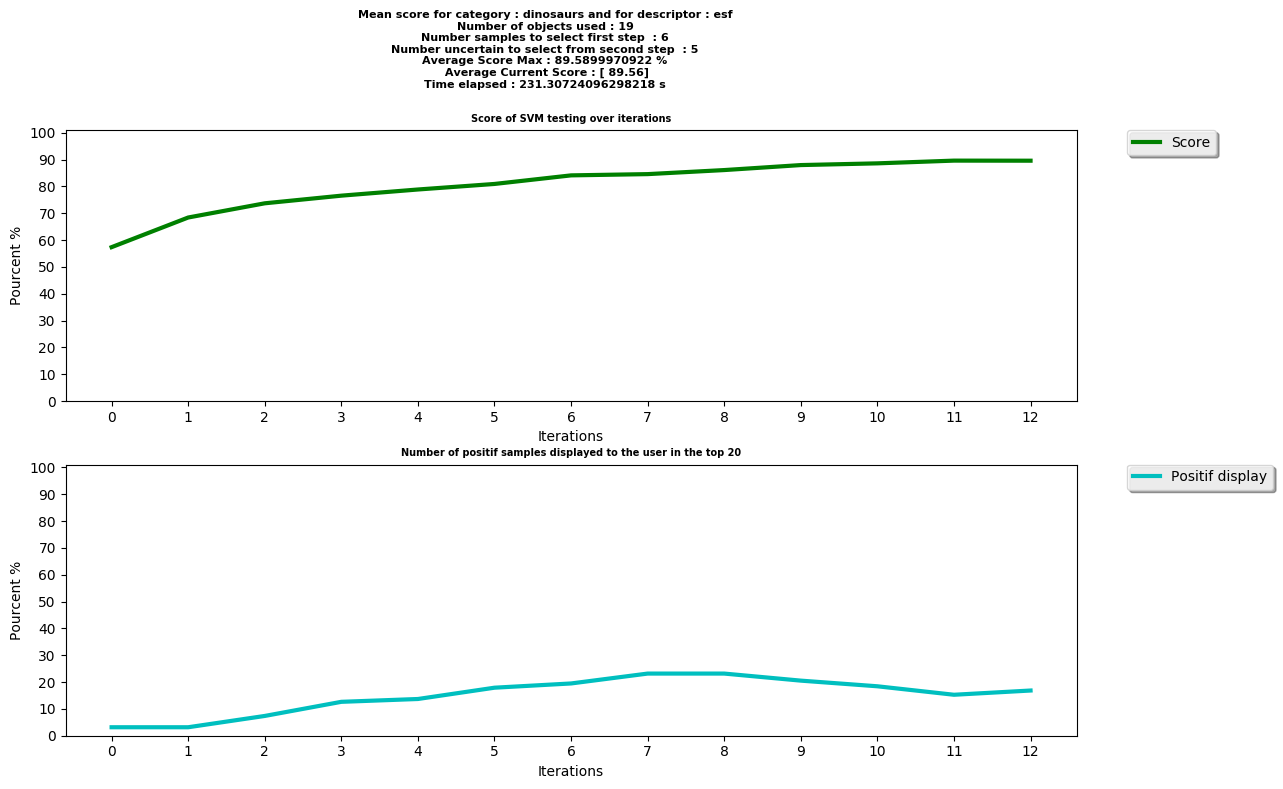 Mean score for category : dinosaurs and for descriptor : esf
Number of objects used : 19
Number samples to select first step  : 6
Number uncertain to select from second step  : 5
Average Score Max : 89.5899970922 %
Average Current Score : [ 89.56]
Time elapsed : 231.30724096298218 s
Score of SVM testing over iterations
100
90
80
70
60
50
40
30
20
10
0
Pourcent %
0 1 2 3 4 5 6 7 8 9 10 11 12
Iterations
Score
Number of positif samples displayed to the user in the top 20
100
90
80
70
60
50
40
30
20
10
0
Pourcent %
0 1 2 3 4 5 6 7 8 9 10 11 12
Iterations
Positif display